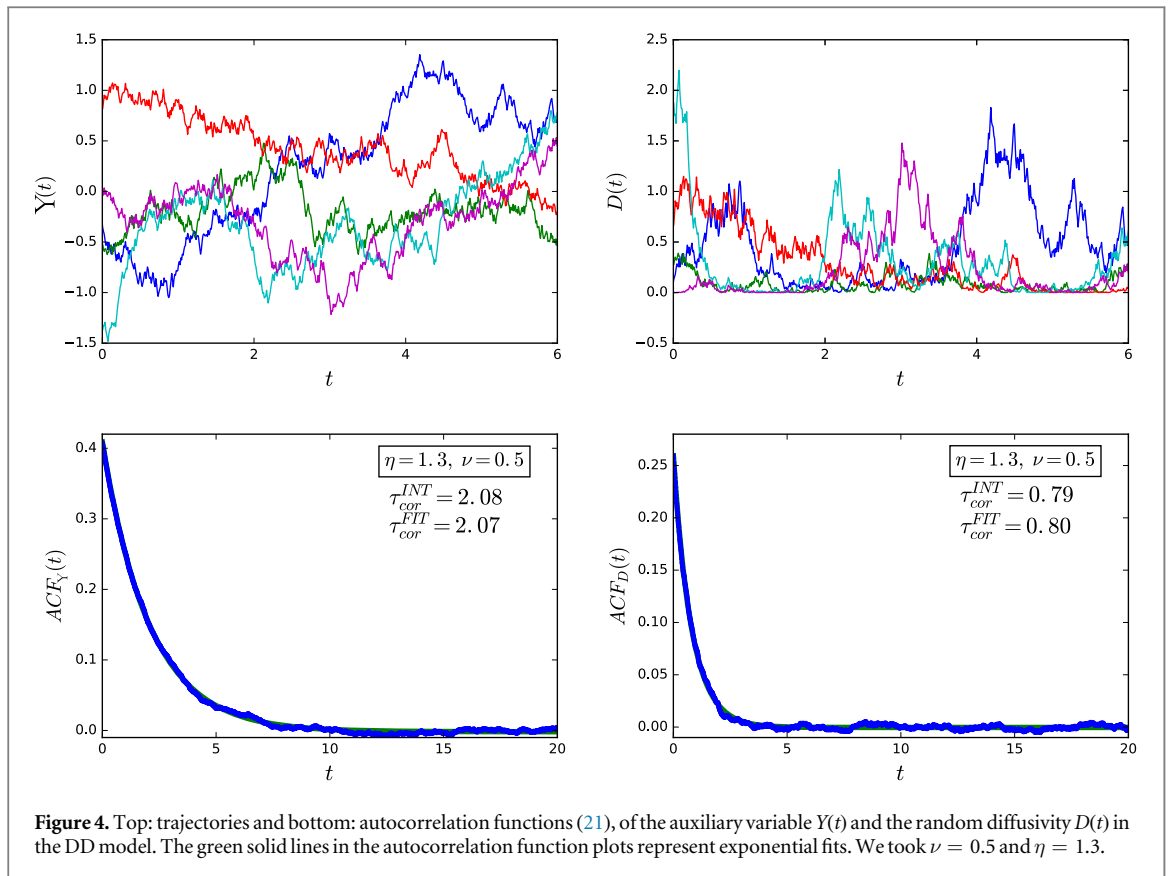 1.5
1.0
0.5
0.0
−0.5
−1.0
−1.5
0
2
4
6
Y(t)
t
2.5
2.0
1.5
1.0
0.5
0.0
−0.5
0
2
4
6
D(t)
t
0.4
0.3
0.2
0.1
0.0
0
5
10
15
20
ACF_Y(t)
t
η=1.3, ν=0.5
τ_cor^INT=2.08
τ_cor^FIT=2.07
0.25
0.20
0.15
0.10
0.05
0.00
0
5
10
15
20
ACF_D(t)
t
η=1.3, ν=0.5
τ_cor^INT=0.79
τ_cor^FIT=0.80
Figure 4. Top: trajectories and bottom: autocorrelation functions (21), of the auxiliary variable Y(t) and the random diffusivity D(t) in
the DD model. The green solid lines in the autocorrelation function plots represent exponential fits. We took ν = 0.5 and η = 1.3.